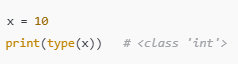 x = 10
print(type(x))   # <class 'int'>